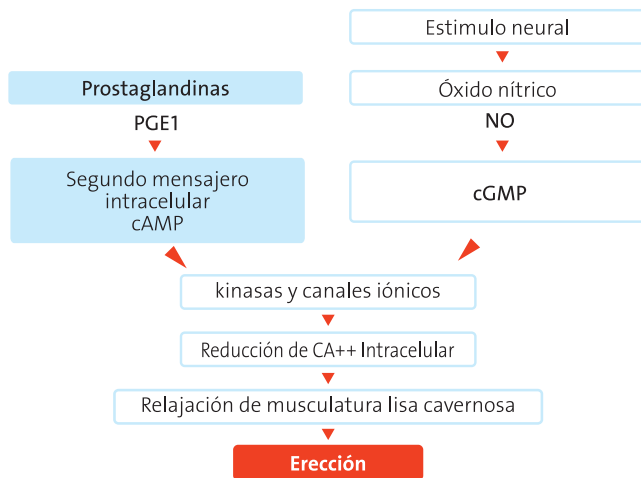 Estimulo neural
Prostaglandinas
Óxido nítrico
PGE1
NO
Segundo mensajero
intracelular
cAMP
cGMP
kinasas y canales iónicos
Reducción de CA++ Intracelular
Relajación de musculatura lisa cavernosa
Erección